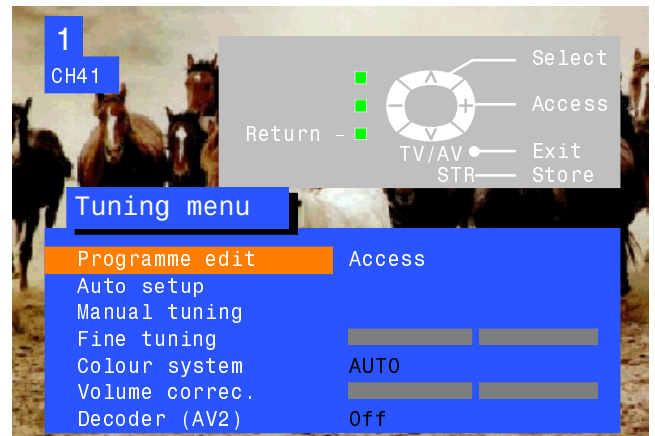 1
CH41
Select
Access
Return –
TV/AV Exit
STR Store
Tuning menu
Programme edit Access
Auto setup
Manual tuning
Fine tuning
Colour system AUTO
Volume correc.
Decoder (AV2) Off